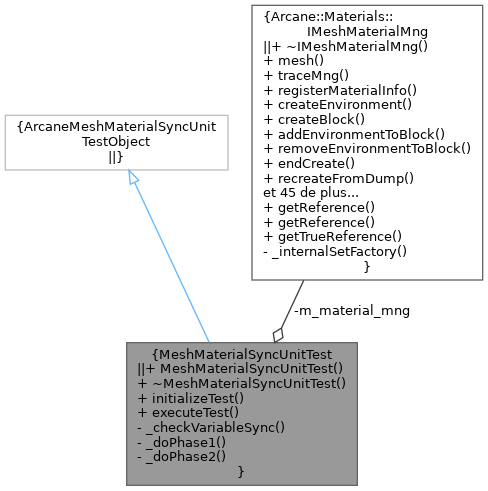 {Arcane::Materials::
IMeshMaterialMng
||+ ~IMeshMaterialMng()
+ mesh()
+ traceMng()
+ registerMaterialInfo()
+ createEnvironment()
+ createBlock()
+ addEnvironmentToBlock()
+ removeEnvironmentToBlock()
+ endCreate()
+ recreateFromDump()
et 45 de plus...
+ getReference()
+ getReference()
+ getTrueReference()
- _internalSetFactory()
}
{ArcaneMeshMaterialSyncUnit
TestObject
||}
-m_material_mng
{MeshMaterialSyncUnitTest
||+ MeshMaterialSyncUnitTest()
+ ~MeshMaterialSyncUnitTest()
+ initializeTest()
+ executeTest()
- _checkVariableSync()
- _doPhase1()
- _doPhase2()
}